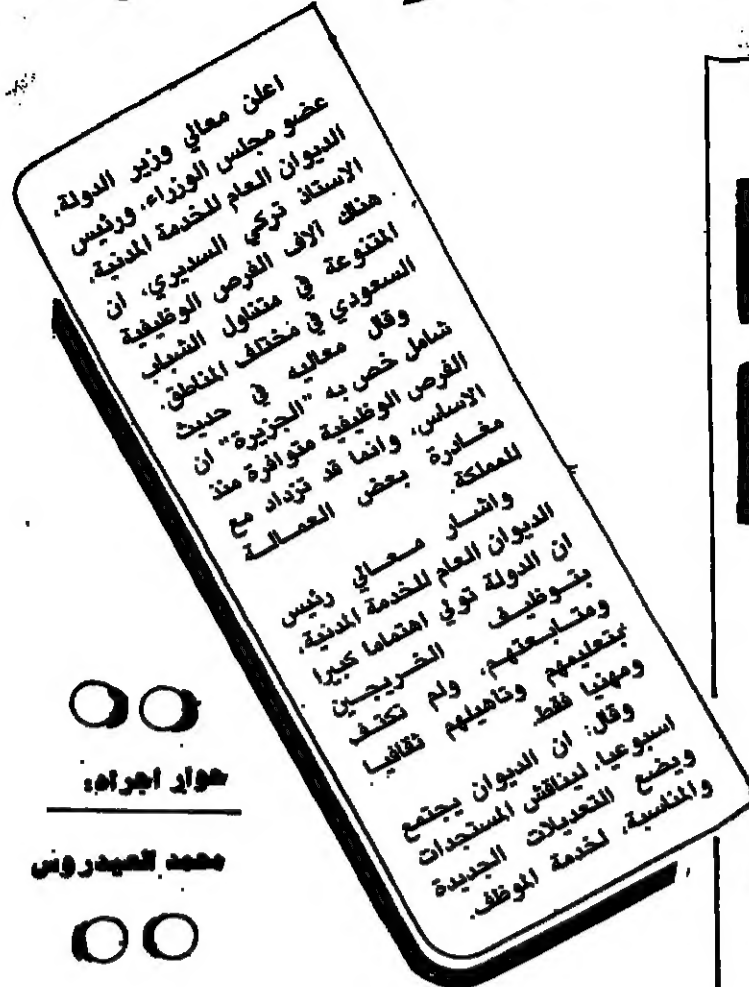 اعلن معالي وزير الدولة،
عضو مجلس الوزراء، ورئيس
الديوان العام للخدمة المدنية،
الاستاذ تركي السديري، ان
هناك آلاف الفرص الوظيفية
المتنوعة في متناول الشباب
السعودي في مختلف المناطق.
وقال معاليه في حديث
شامل خص به "الجزيرة" ان
الفرص الوظيفية متوافرة منذ
الاساس، وانما قد تزداد مع
مغادرة بعض العمالة
للمملكة.
واشار معالي رئيس
الديوان العام للخدمة المدنية،
ان الدولة تولي اهتماما كبيرا
بتوظيف الخريجين
ومتابعتهم، ولم تكتف
بتعليمهم وتاهيلهم ثقافيا
ومهنيا فقط.
وقال: ان الديوان يجتمع
اسبوعيا، ليناقش المستجدات
ويضع التعديلات الجديدة
والمناسبة، لخدمة الموظف.
حوار اجراه:
محمد العيدروس